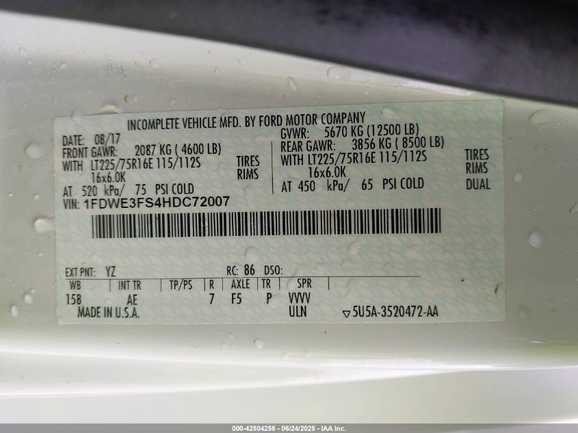 INCOMPLETE VEHICLE MFD. BY FORD MOTOR COMPANY
DATE: 08/17 GVWR: 5670 KG (12500 LB)
FRONT GAWR: 2087 KG ( 4600 LB) REAR GAWR: 3856 KG ( 8500 LB)
WITH LT225/75R16E 115/112S TIRES WITH LT225/75R16E 115/112S TIRES
16x6.0K RIMS 16x6.0K RIMS
AT 520 kPa/ 75 PSI COLD AT 450 kPa/ 65 PSI COLD DUAL
VIN: 1FDWE3FS4HDC72007
EXT PNT: YZ RC: 86 DSO:
WB INT TR TP/PS R AXLE TR SPR
158 AE 7 F5 P VVVV
MADE IN U.S.A. ULN ▽5U5A-3520472-AA
000-42504256 - 06/24/2025 - IAA Inc.